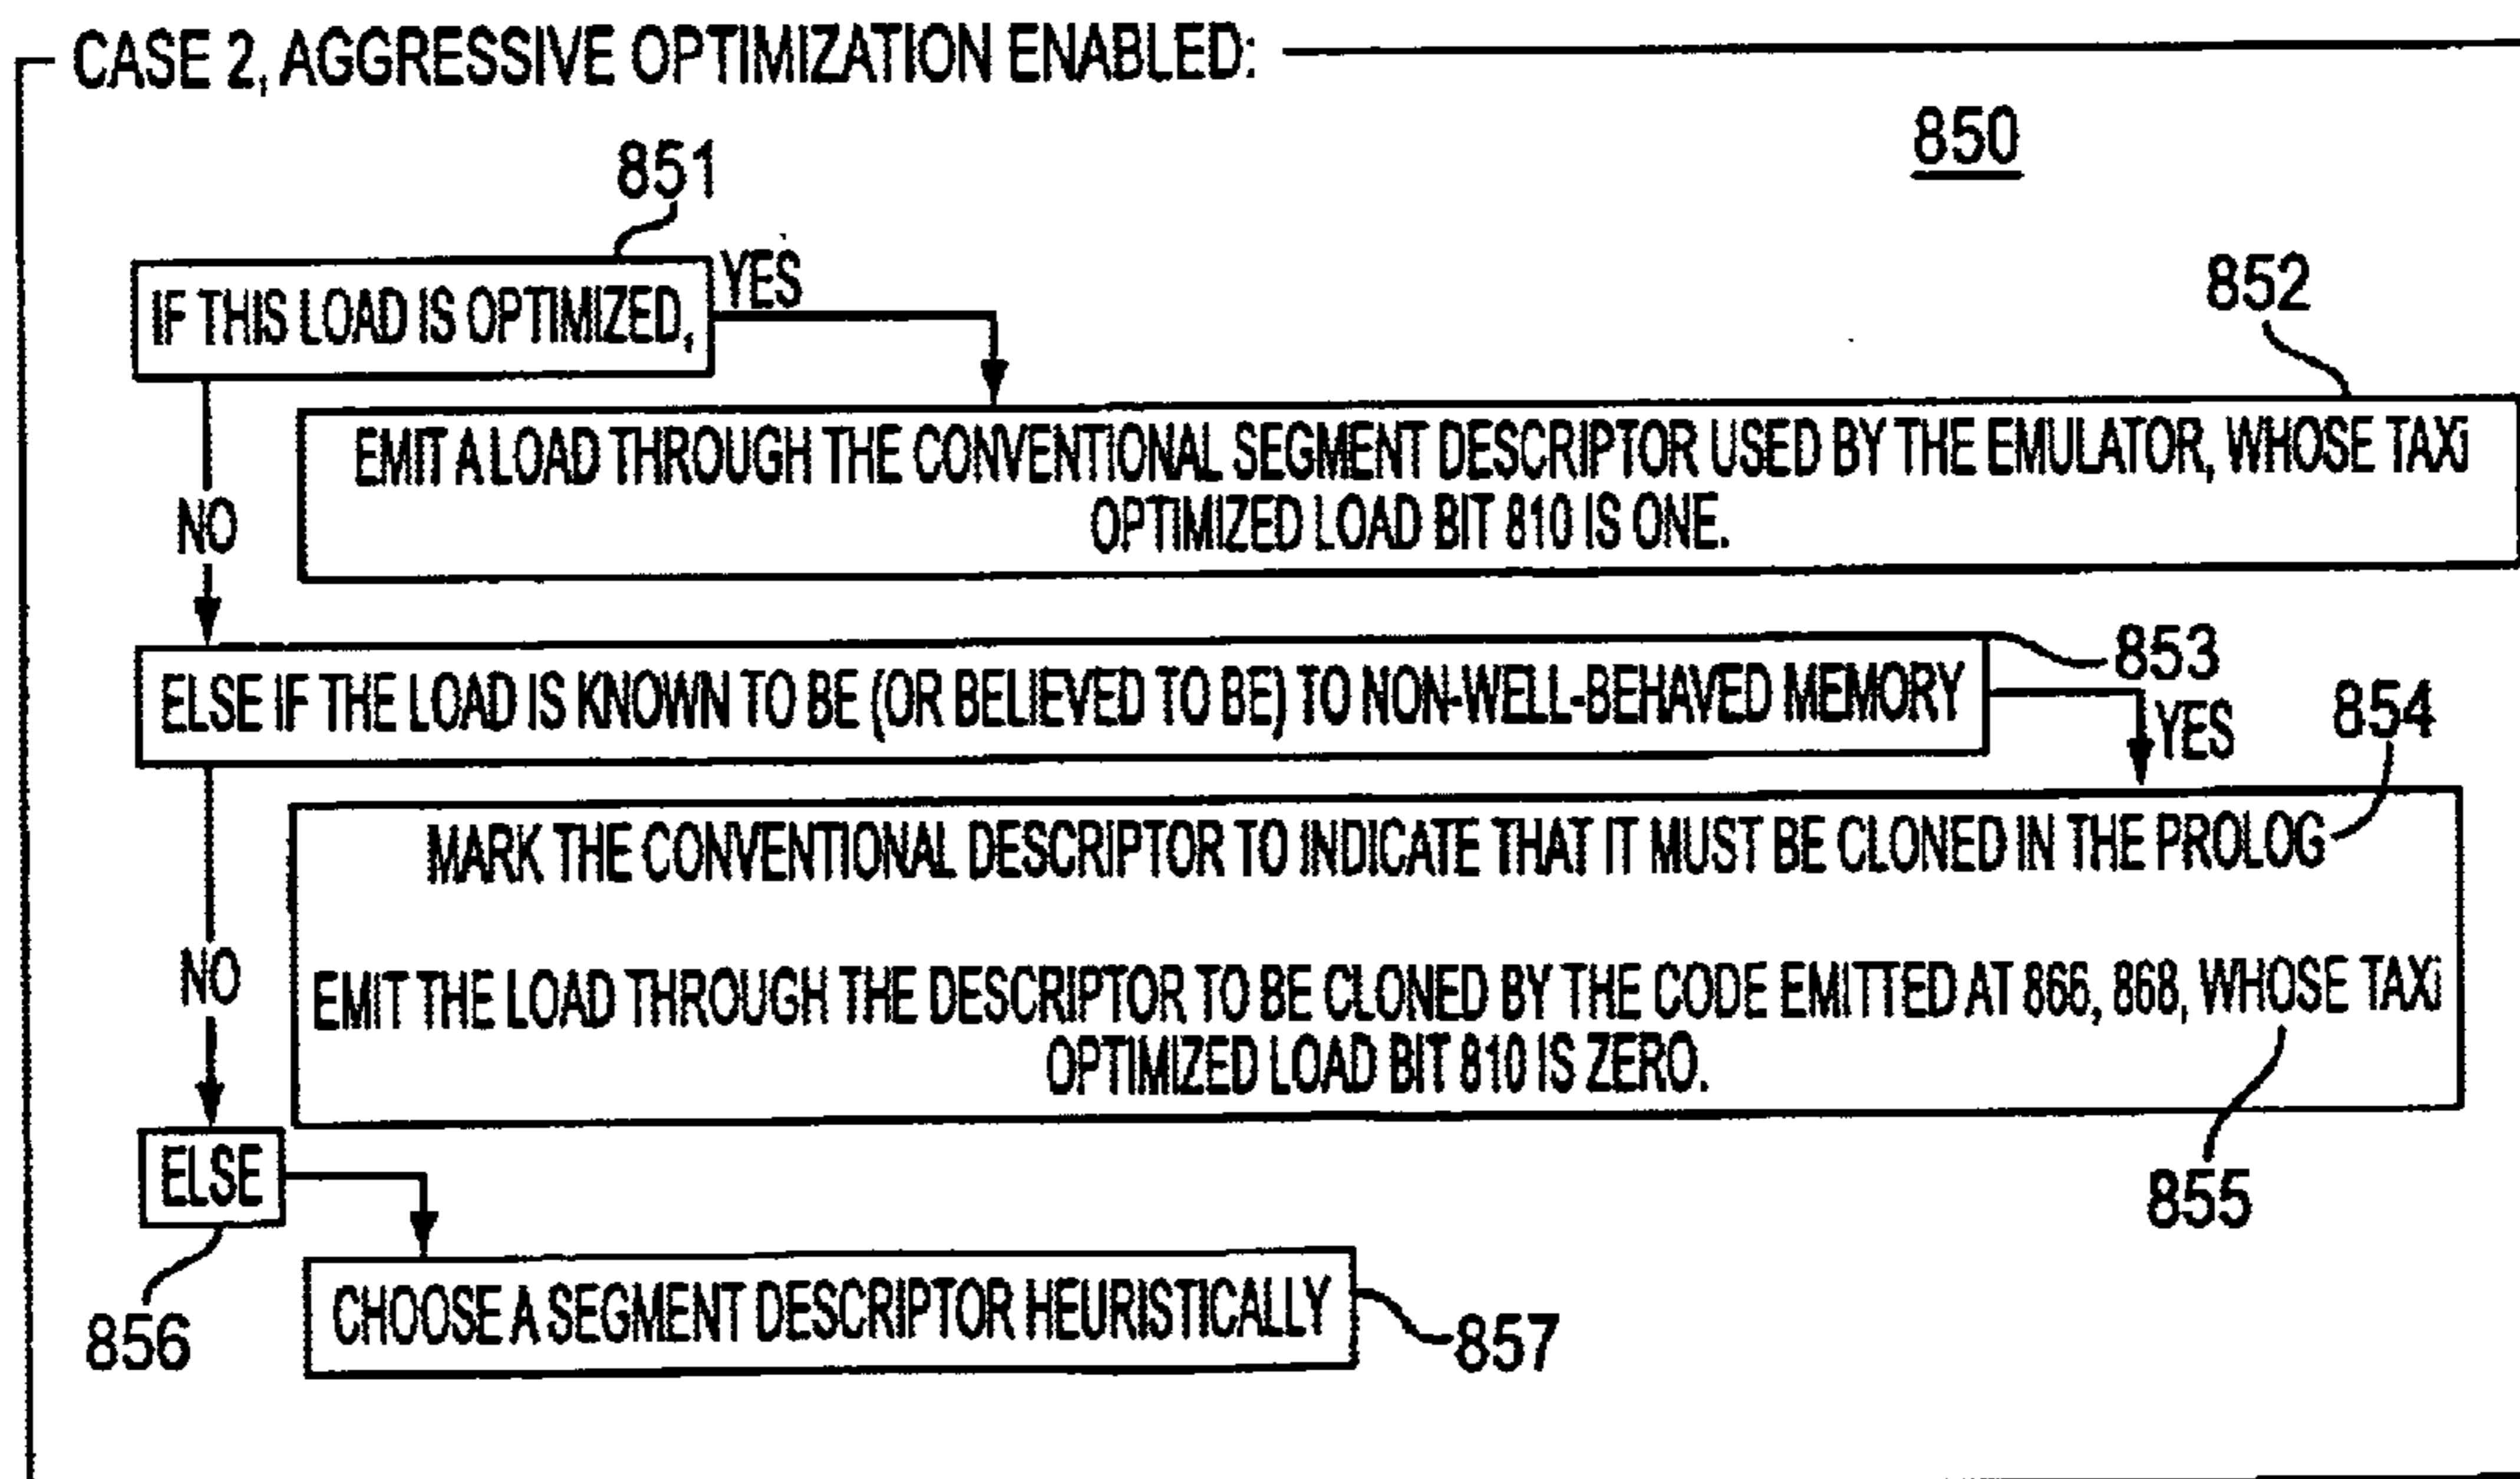 CASE 2, AGGRESSIVE OPTIMIZATION ENABLED:
850
851
IF THIS LOAD IS OPTIMIZED,
YES
852
EMIT A LOAD THROUGH THE CONVENTIONAL SEGMENT DESCRIPTOR USED BY THE EMULATOR, WHOSE TAXi
OPTIMIZED LOAD BIT 810 IS ONE.
NO
853
ELSE IF THE LOAD IS KNOWN TO BE (OR BELIEVED TO BE) TO NON-WELL-BEHAVED MEMORY
YES
854
MARK THE CONVENTIONAL DESCRIPTOR TO INDICATE THAT IT MUST BE CLONED IN THE PROLOG
NO
EMIT THE LOAD THROUGH THE DESCRIPTOR TO BE CLONED BY THE CODE EMITTED AT 866, 868, WHOSE TAXi
OPTIMIZED LOAD BIT 810 IS ZERO.
855
ELSE
856
CHOOSE A SEGMENT DESCRIPTOR HEURISTICALLY
857